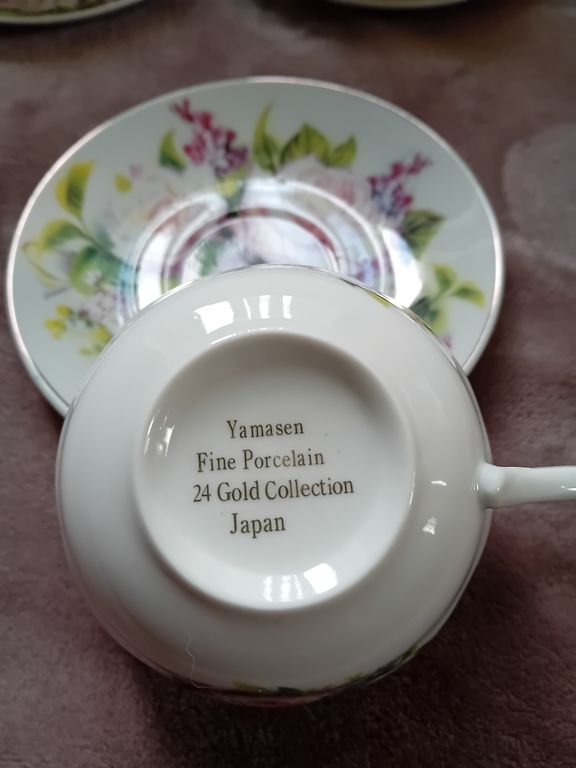 Yamasen
Fine Porcelain
24 Gold Collection
Japan